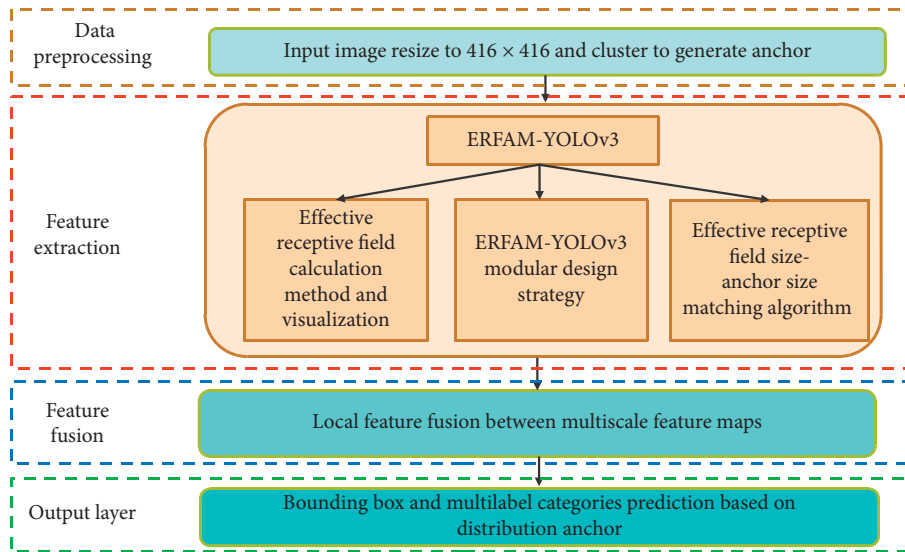 Data
preprocessing
Input image resize to 416 × 416 and cluster to generate anchor
Feature
extraction
ERFAM-YOLOv3
Effective
receptive field
calculation
method and
visualization
ERFAM-YOLOv3
modular design
strategy
Effective receptive
field size-
anchor size
matching algorithm
Feature
fusion
Local feature fusion between multiscale feature maps
Output layer
Bounding box and multilabel categories prediction based on
distribution anchor